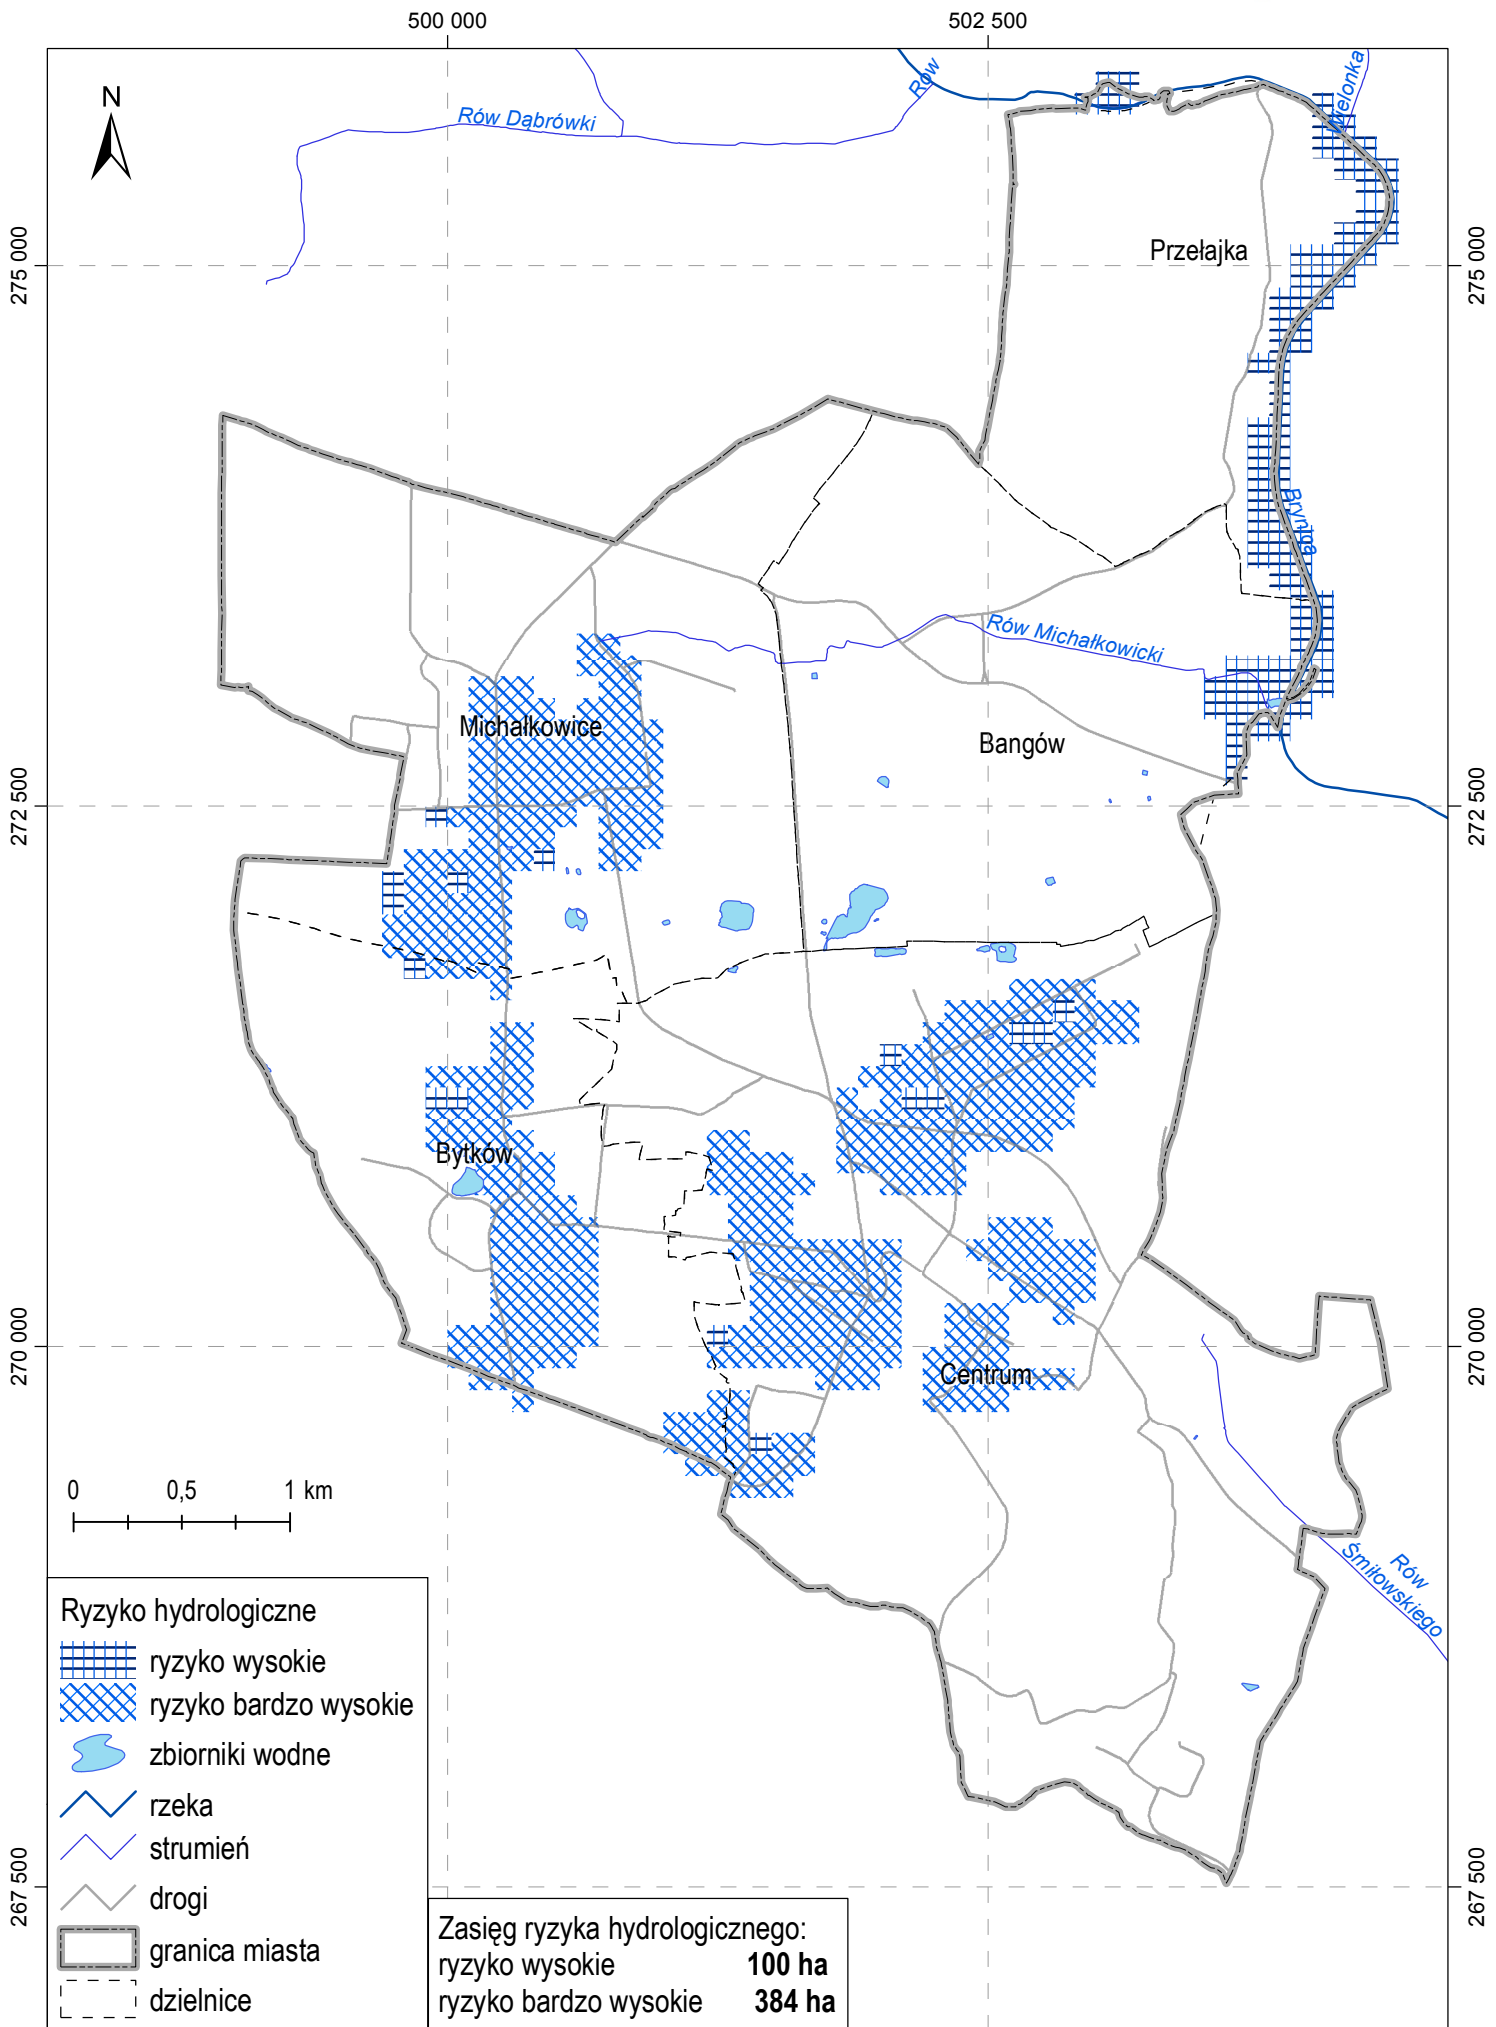 500 000
502 500
N
Rów Dąbrówki
Rów
Wielonka
275 000
275 000
Przełajka
Brynica
Rów Michałkowicki
Michałkowice
Bangów
272 500
272 500
Bytków
270 000
270 000
Centrum
0 0,5 1 km
Rów
Śmiłowskiego
Ryzyko hydrologiczne
ryzyko wysokie
ryzyko bardzo wysokie
zbiorniki wodne
rzeka
strumień
drogi
granica miasta
dzielnice
267 500
267 500
Zasięg ryzyka hydrologicznego:
ryzyko wysokie 100 ha
ryzyko bardzo wysokie 384 ha